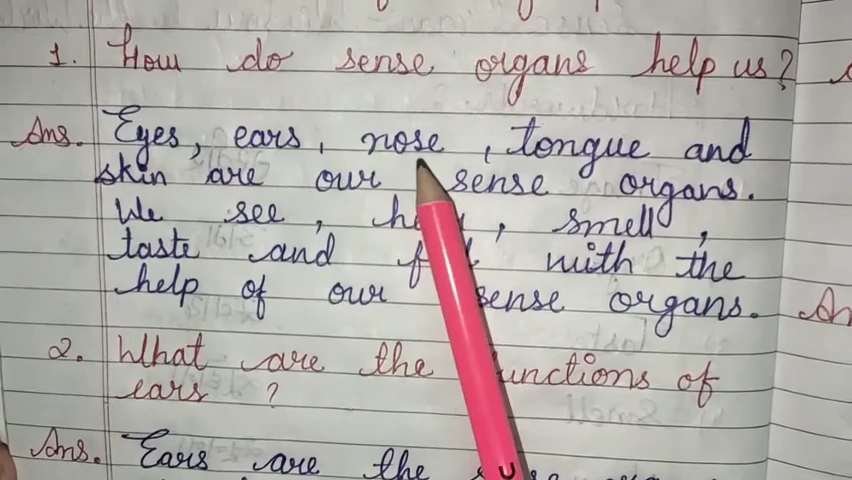 1. How do sense organs help us?
Ans. Eyes, ears, nose, tongue and
skin are our sense organs.
We see, , smell,
taste and with the
help of our sense organs.
2. What are the functions of
ears ?
Ans. Ears are the